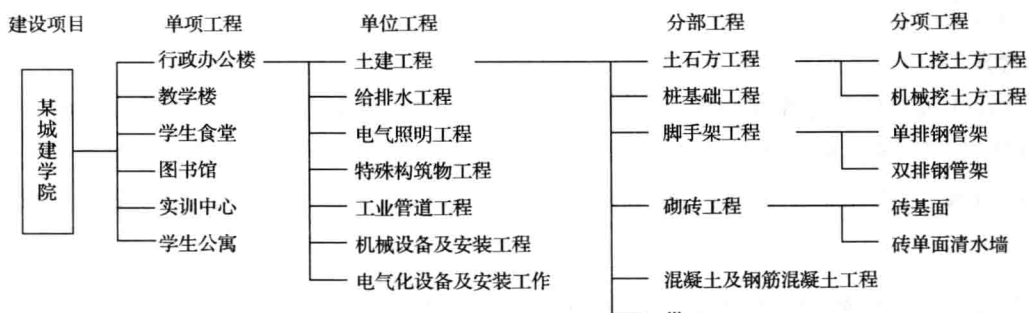 建设项目 单项工程 单位工程 分部工程 分项工程
行政办公楼 土建工程 土石方工程 人工挖土方工程
教学楼 给排水工程 桩基础工程 机械挖土方工程
某城建学院 学生食堂 电气照明工程 脚手架工程 单排钢管架
图书馆 特殊构筑物工程 双排钢管架
实训中心 工业管道工程 砌砖工程 砖基面
学生公寓 机械设备及安装工程 砖单面清水墙
电气化设备及安装工作 混凝土及钢筋混凝土工程